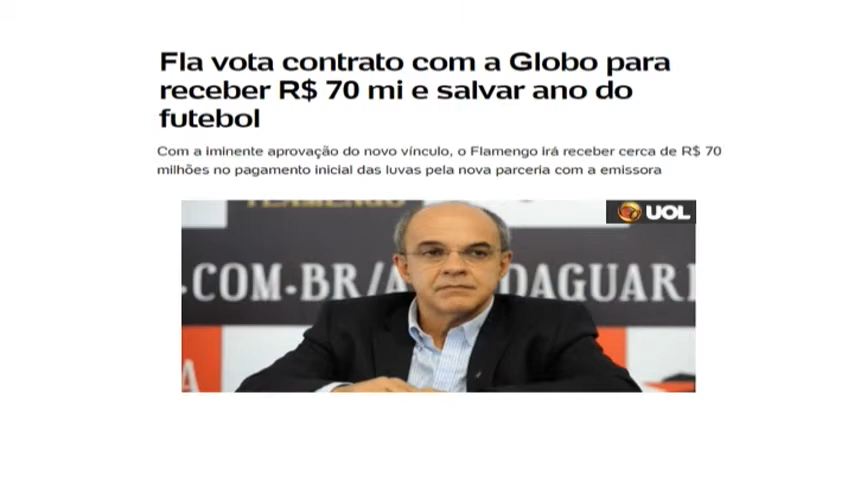 Fla vota contrato com a Globo para
receber R$ 70 mi e salvar ano do
futebol
Com a iminente aprovação do novo vínculo, o Flamengo irá receber cerca de R$ 70
milhões no pagamento inicial das luvas pela nova parceria com a emissora
FLAMENGO
UOL
.COM.BR/A DAGUARI
A